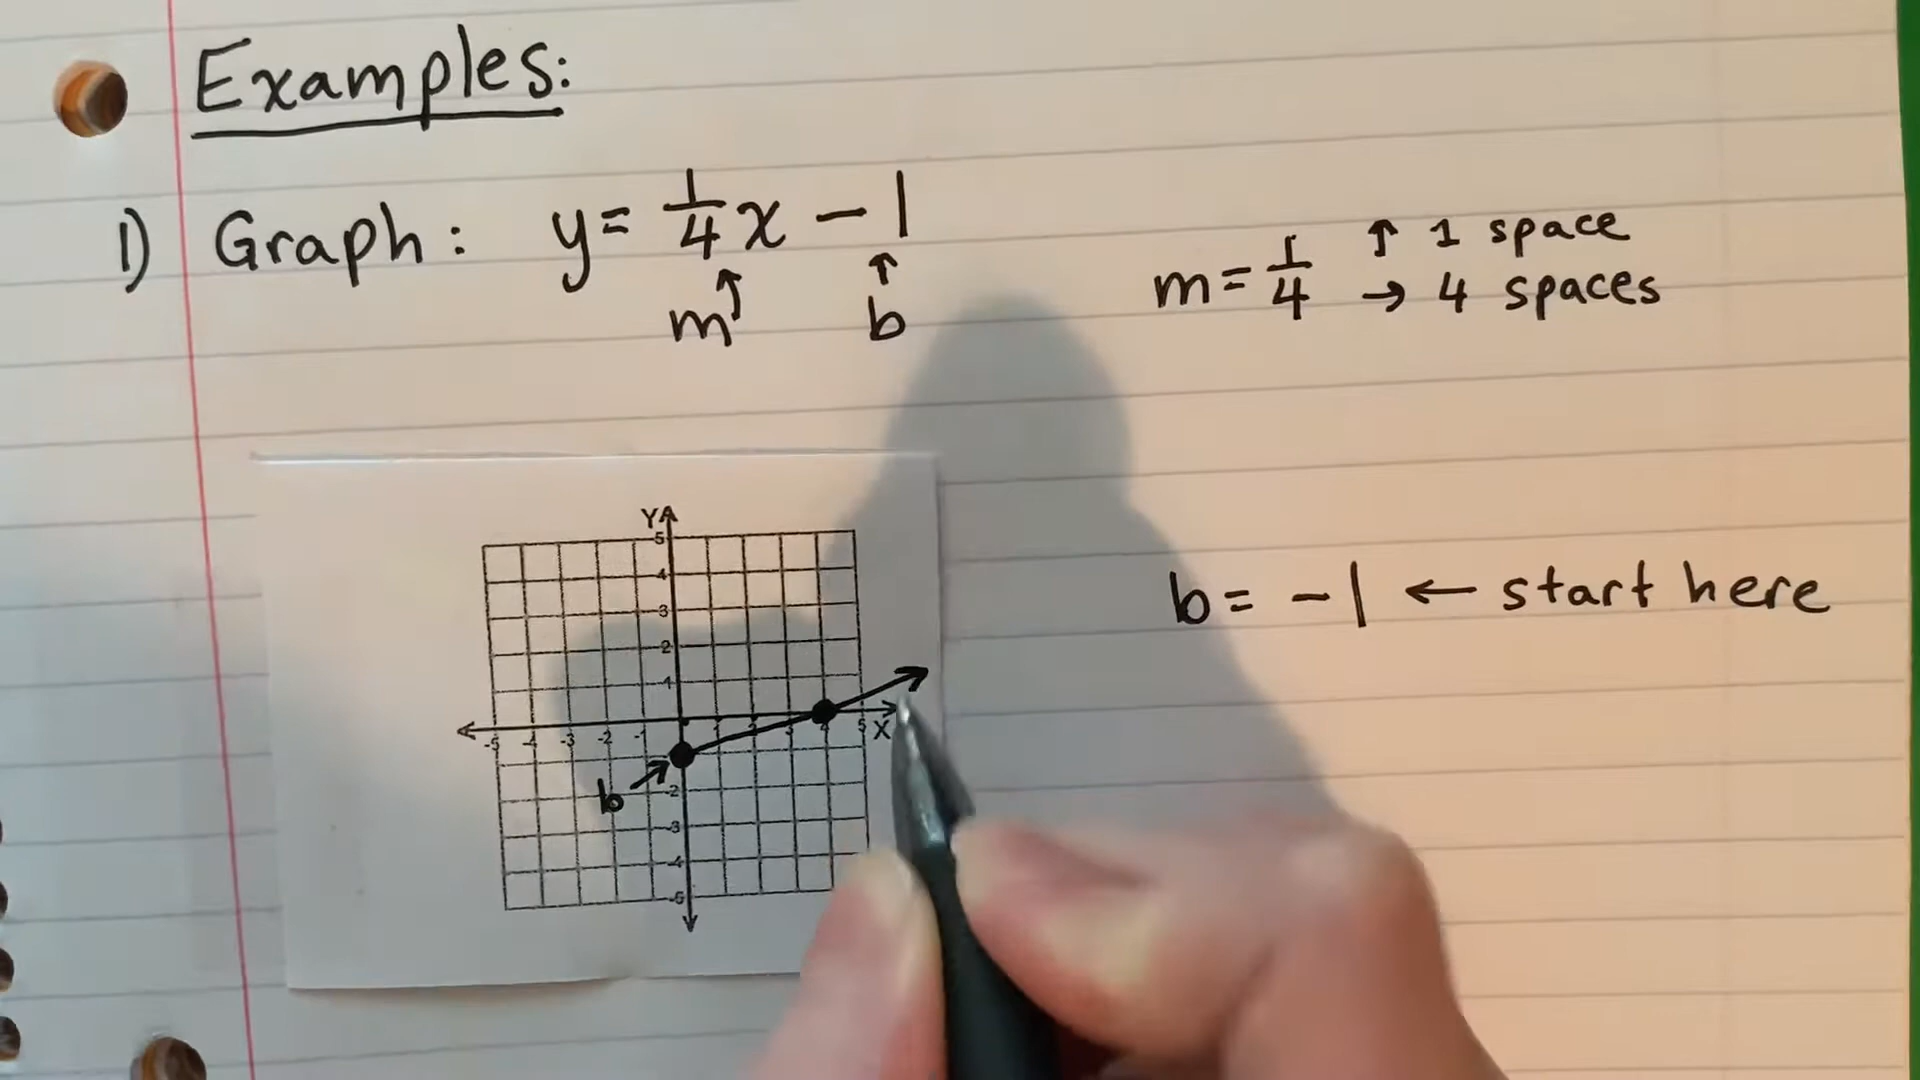 Examples:
1) Graph: y = 1/4 x - 1
m b
m = 1/4 ↑ 1 space
→ 4 spaces
b = -1 ← start here
Y
5
4
3
2
1
-5 -4 -3 -2 -1 1 2 3 4 5 X
b
-2
-3
-4
-5